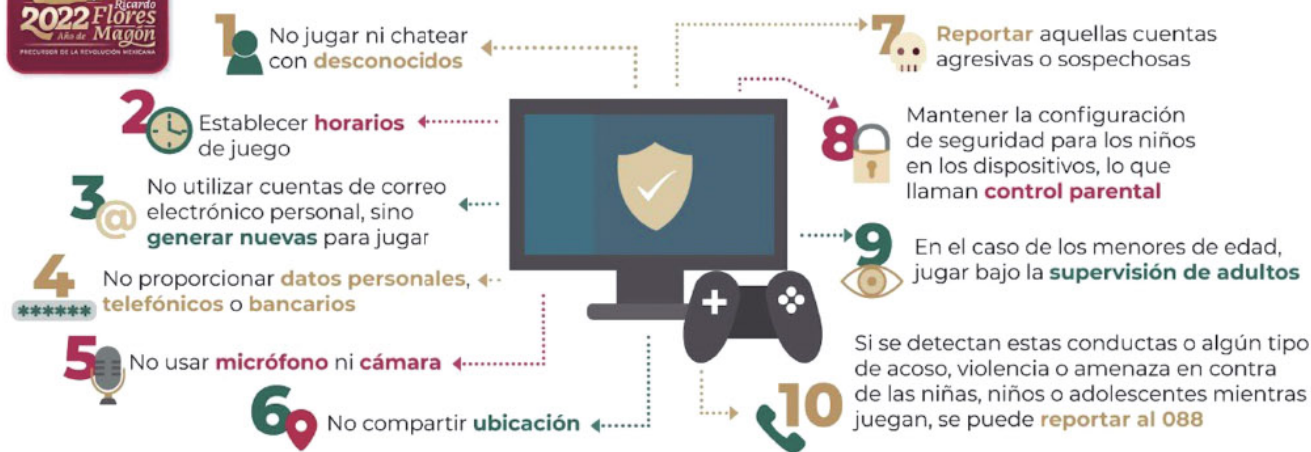 Ricardo
2022 Flores
Año de Magón
PRECURSOR DE LA REVOLUCIÓN MEXICANA
1
No jugar ni chatear
con desconocidos
2
Establecer horarios
de juego
3
@
No utilizar cuentas de correo
electrónico personal, sino
generar nuevas para jugar
4
******
No proporcionar datos personales,
telefónicos o bancarios
5
No usar micrófono ni cámara
6
No compartir ubicación
7
Reportar aquellas cuentas
agresivas o sospechosas
8
Mantener la configuración
de seguridad para los niños
en los dispositivos, lo que
llaman control parental
9
En el caso de los menores de edad,
jugar bajo la supervisión de adultos
10
Si se detectan estas conductas o algún tipo
de acoso, violencia o amenaza en contra
de las niñas, niños o adolescentes mientras
juegan, se puede reportar al 088